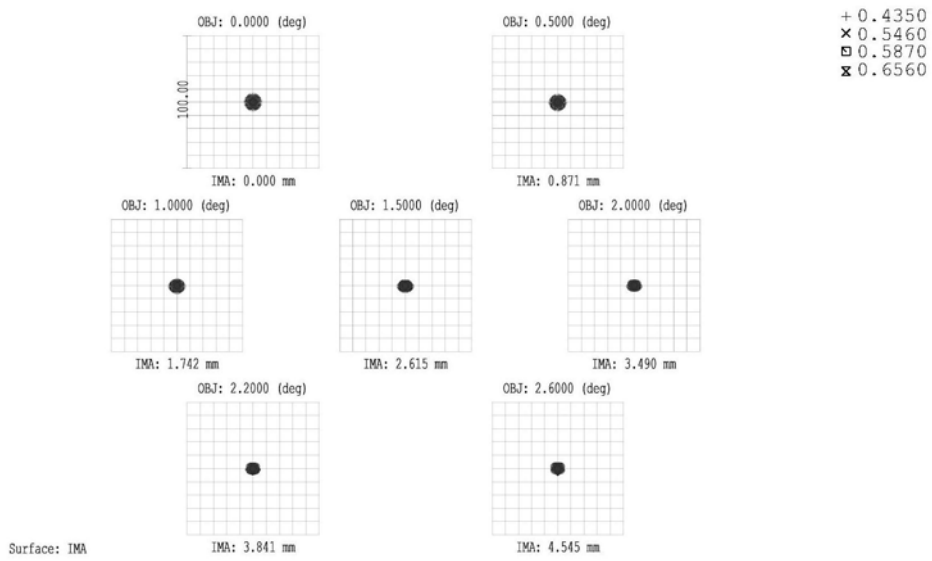 OBJ: 0.0000 (deg)
OBJ: 0.5000 (deg)
+ 0.4350
× 0.5460
0.5870
0.6560
100.00
IMA: 0.000 mm
IMA: 0.871 mm
OBJ: 1.0000 (deg)
OBJ: 1.5000 (deg)
OBJ: 2.0000 (deg)
IMA: 1.742 mm
IMA: 2.615 mm
IMA: 3.490 mm
OBJ: 2.2000 (deg)
OBJ: 2.6000 (deg)
IMA: 3.841 mm
IMA: 4.545 mm
Surface: IMA